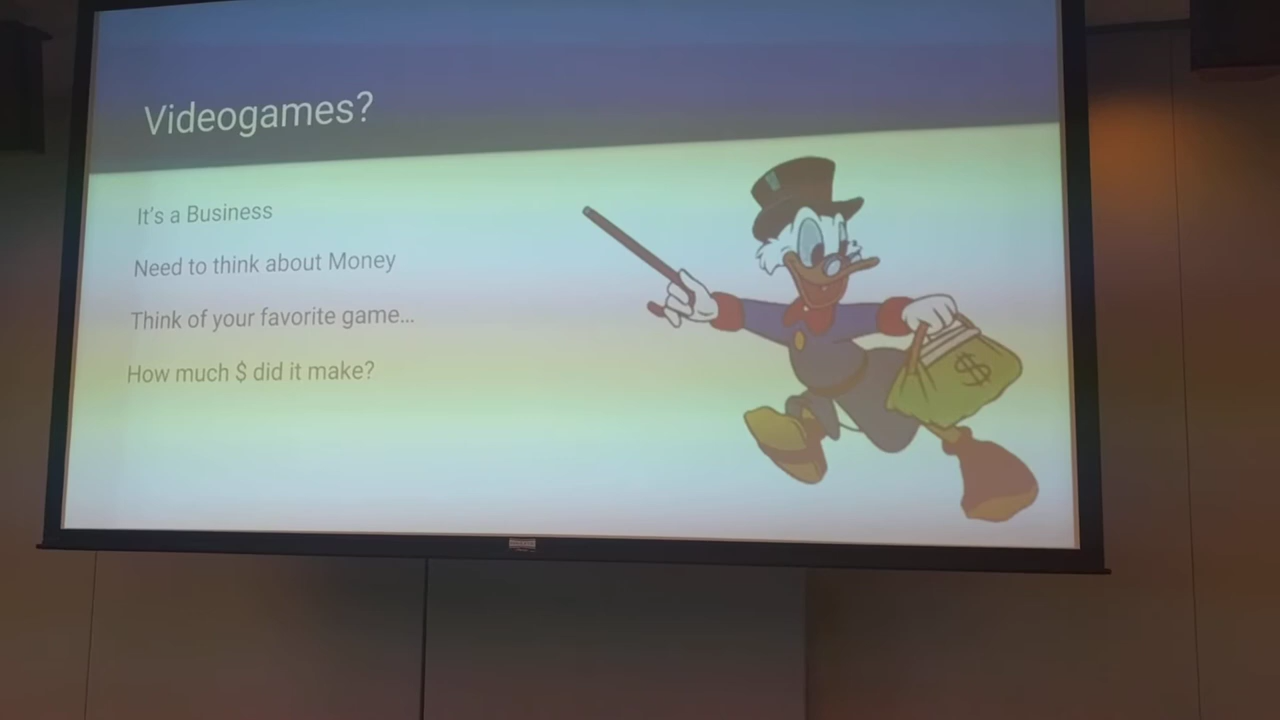 Videogames?
It's a Business
Need to think about Money
Think of your favorite game...
How much $ did it make?
$